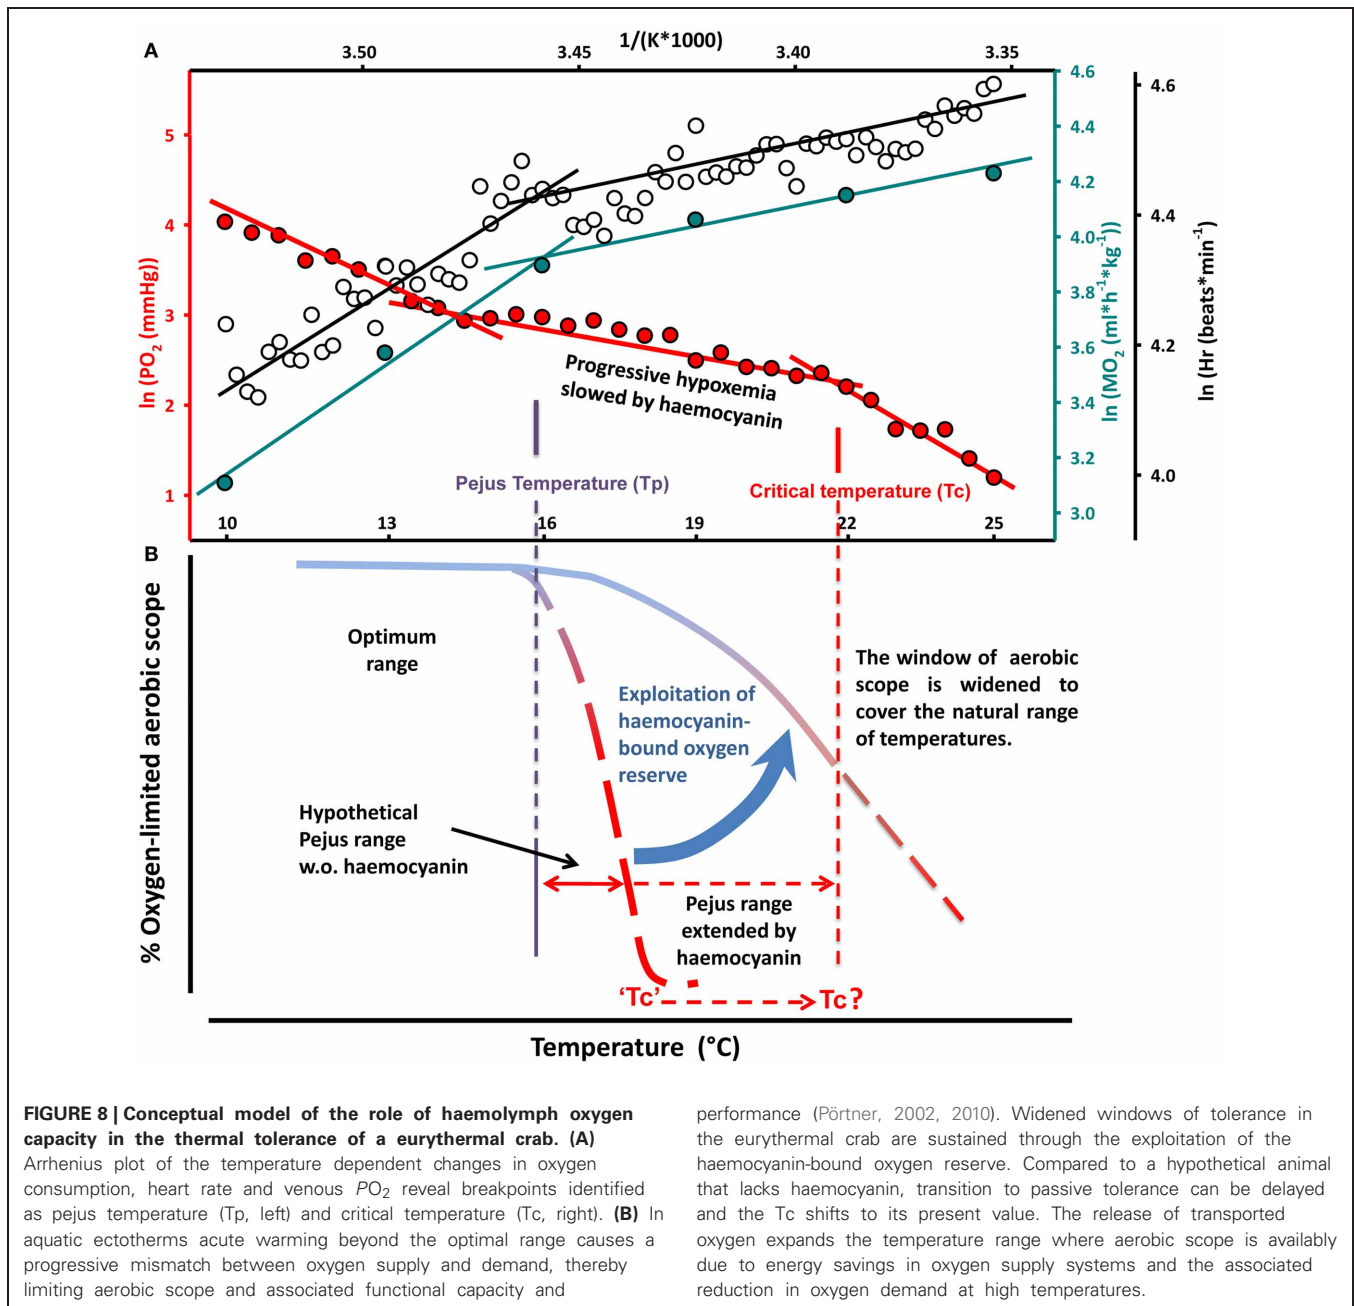 A
1/(K*1000)
3.50
3.45
3.40
3.35
ln (PO2 (mmHg))
5
4
3
2
1
4.6
4.4
4.2
4.0
3.8
3.6
3.4
3.2
3.0
ln (MO2 (ml*h-1*kg-1))
4.6
4.4
4.2
4.0
ln (Hr (beats*min-1)
Progressive hypoxemia
slowed by haemocyanin
Pejus Temperature (Tp)
Critical temperature (Tc)
10
13
16
19
22
25
B
% Oxygen-limited aerobic scope
Optimum
range
Exploitation of
haemocyanin-
bound oxygen
reserve
The window of aerobic
scope is widened to
cover the natural range
of temperatures.
Hypothetical
Pejus range
w.o. haemocyanin
Pejus range
extended by
haemocyanin
‘Tc’
Tc?
Temperature (°C)
FIGURE 8 | Conceptual model of the role of haemolymph oxygen
capacity in the thermal tolerance of a eurythermal crab. (A)
Arrhenius plot of the temperature dependent changes in oxygen
consumption, heart rate and venous PO2 reveal breakpoints identified
as pejus temperature (Tp, left) and critical temperature (Tc, right). (B) In
aquatic ectotherms acute warming beyond the optimal range causes a
progressive mismatch between oxygen supply and demand, thereby
limiting aerobic scope and associated functional capacity and
performance (Pörtner, 2002, 2010). Widened windows of tolerance in
the eurythermal crab are sustained through the exploitation of the
haemocyanin-bound oxygen reserve. Compared to a hypothetical animal
that lacks haemocyanin, transition to passive tolerance can be delayed
and the Tc shifts to its present value. The release of transported
oxygen expands the temperature range where aerobic scope is availably
due to energy savings in oxygen supply systems and the associated
reduction in oxygen demand at high temperatures.